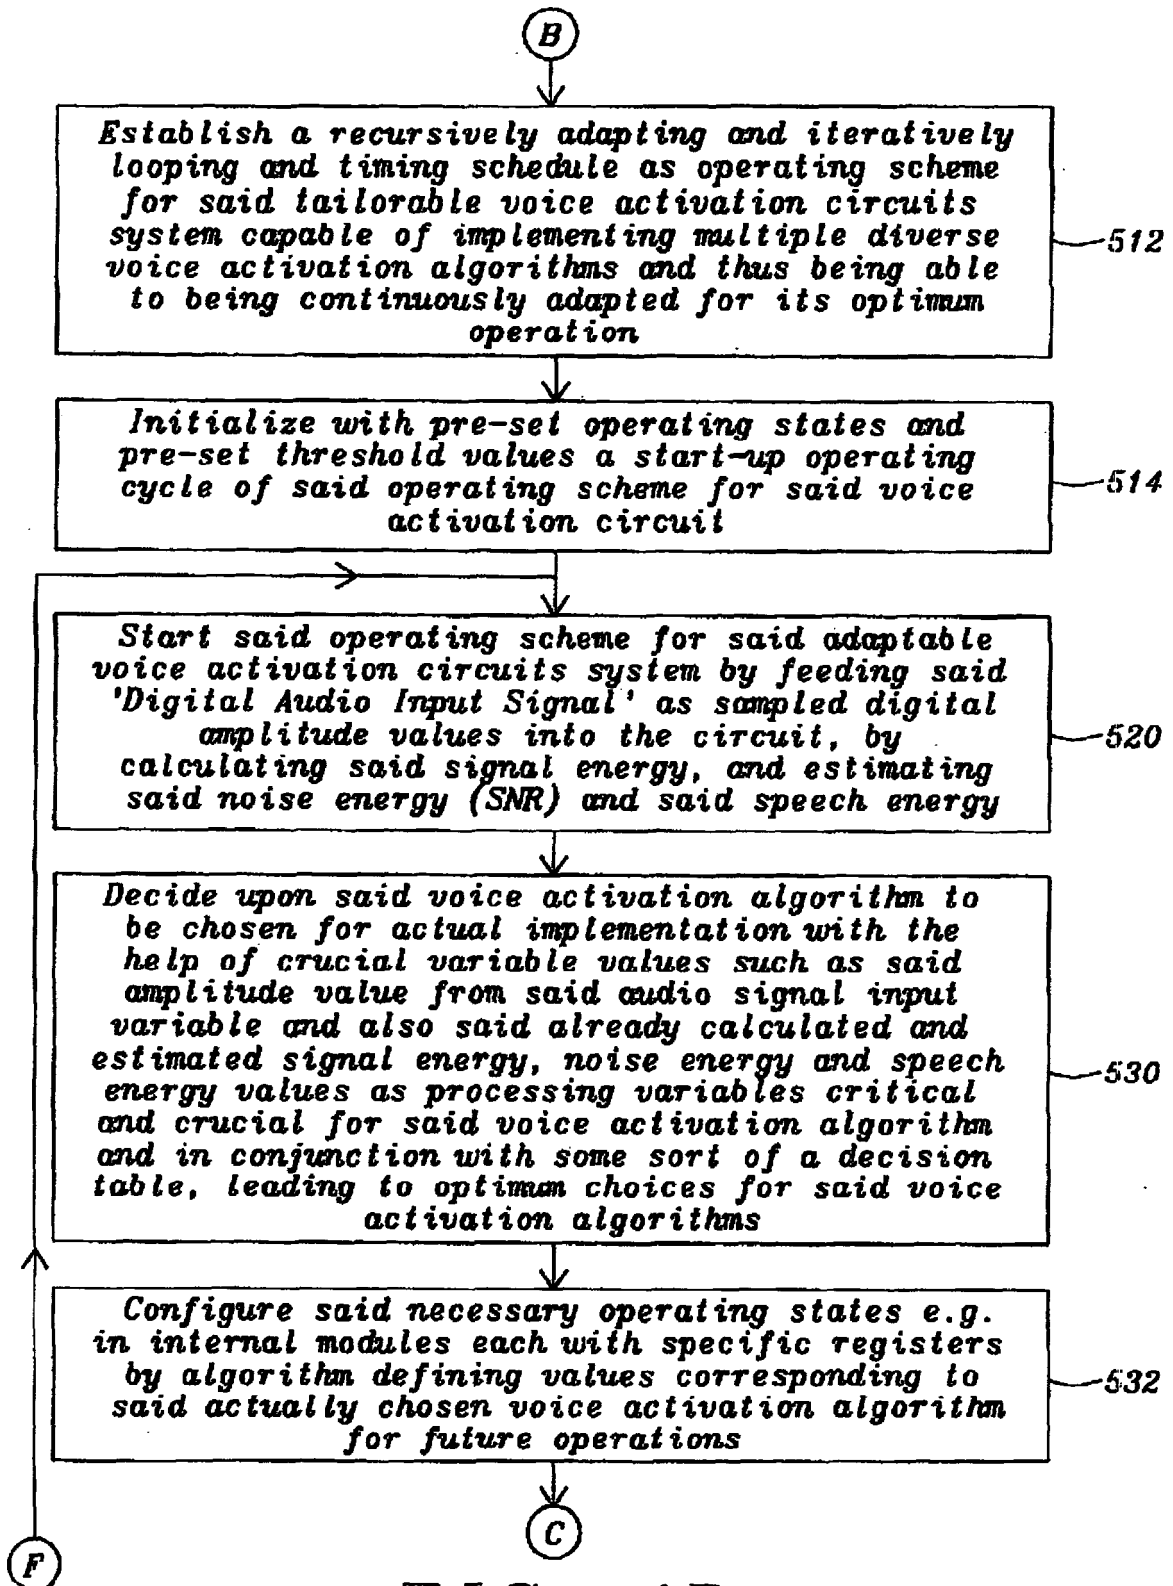 B
Establish a recursively adapting and iteratively
looping and timing schedule as operating scheme
for said tailorable voice activation circuits
system capable of implementing multiple diverse
voice activation algorithms and thus being able
to being continuously adapted for its optimum
operation
512
Initialize with pre-set operating states and
pre-set threshold values a start-up operating
cycle of said operating scheme for said voice
activation circuit
514
Start said operating scheme for said adaptable
voice activation circuits system by feeding said
'Digital Audio Input Signal' as sampled digital
amplitude values into the circuit, by
calculating said signal energy, and estimating
said noise energy (SNR) and said speech energy
520
Decide upon said voice activation algorithm to
be chosen for actual implementation with the
help of crucial variable values such as said
amplitude value from said audio signal input
variable and also said already calculated and
estimated signal energy, noise energy and speech
energy values as processing variables critical
and crucial for said voice activation algorithm
and in conjunction with some sort of a decision
table, leading to optimum choices for said voice
activation algorithms
530
Configure said necessary operating states e.g.
in internal modules each with specific registers
by algorithm defining values corresponding to
said actually chosen voice activation algorithm
for future operations
532
C
F